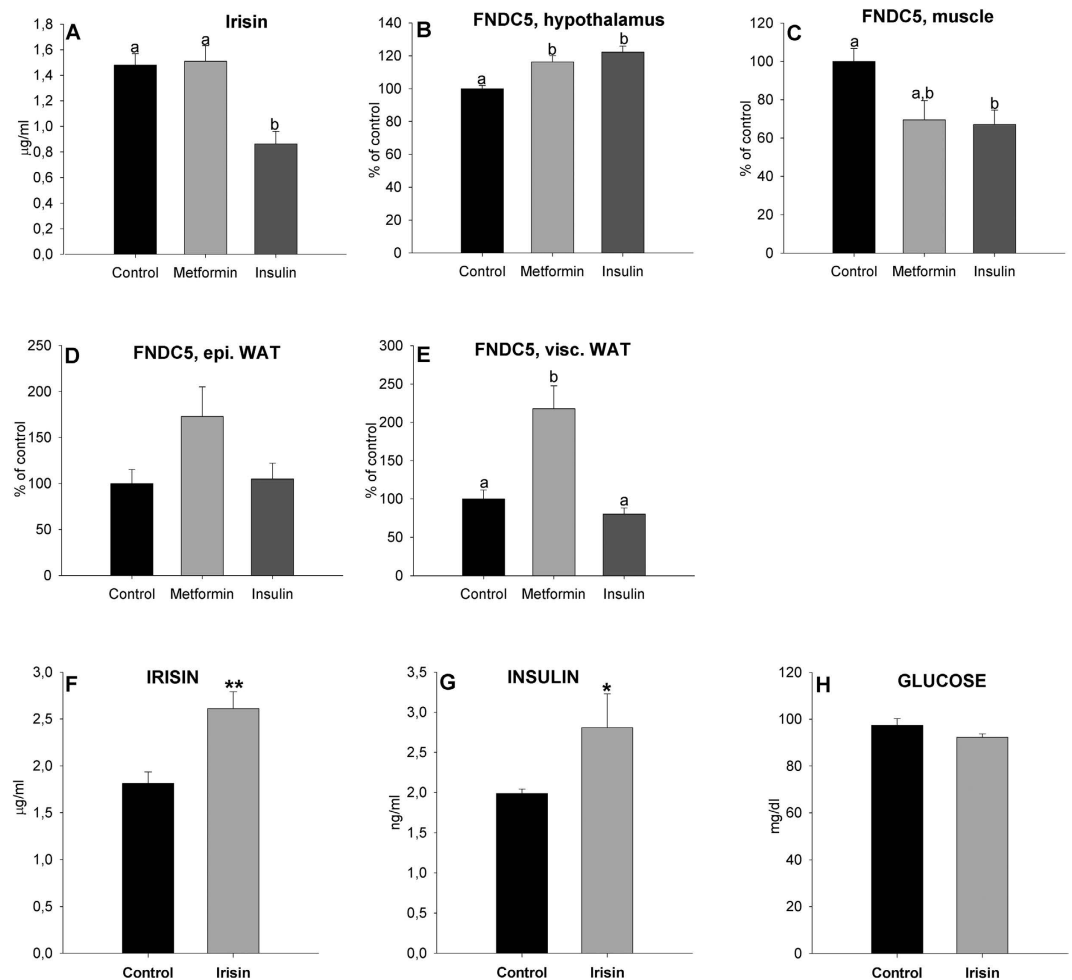 A
Irisin
1,8
1,6
1,4
1,2
1,0
0,8
0,6
0,4
0,2
0,0
µg/ml
a
a
b
Control Metformin Insulin
B
FNDC5, hypothalamus
140
120
100
80
60
40
20
0
% of control
a
b
b
Control Metformin Insulin
C
FNDC5, muscle
120
100
80
60
40
20
0
% of control
a
a,b
b
Control Metformin Insulin
D
FNDC5, epi. WAT
250
200
150
100
50
0
% of control
Control Metformin Insulin
E
FNDC5, visc. WAT
300
250
200
150
100
50
0
% of control
a
b
a
Control Metformin Insulin
F
IRISIN
3,0
2,5
2,0
1,5
1,0
0,5
0,0
µg/ml
**
Control Irisin
G
INSULIN
3,5
3,0
2,5
2,0
1,5
1,0
0,5
0,0
ng/ml
*
Control Irisin
H
GLUCOSE
120
100
80
60
40
20
0
mg/dl
Control Irisin